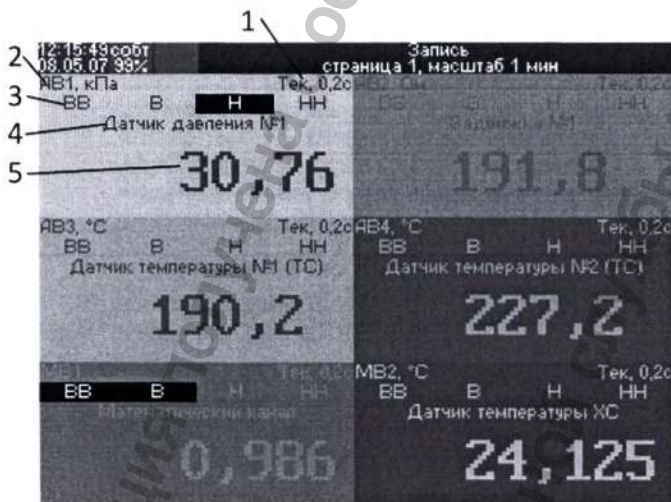 1
12:15:49 собт
08.05.07 99%
Запись
страница 1, масштаб 1 мин
2
АВ1, кПа
Тек, 0,2с
АВ2, Ом
Тек, 0,2с
3
ВВ В Н НН
ВВ В Н НН
4
Датчик давления №1
Задвижка №1
5
30,76
191,8
АВ3, °С
Тек, 0,2с
АВ4, °С
Тек, 0,2с
ВВ В Н НН
ВВ В Н НН
Датчик температуры №1 (ТС)
Датчик температуры №2 (ТС)
190,2
227,2
МВ1
Тек, 0,2с
МВ2, °С
Тек, 0,2с
ВВ В Н НН
ВВ В Н НН
Математический канал
Датчик температуры ХС
0,986
24,125